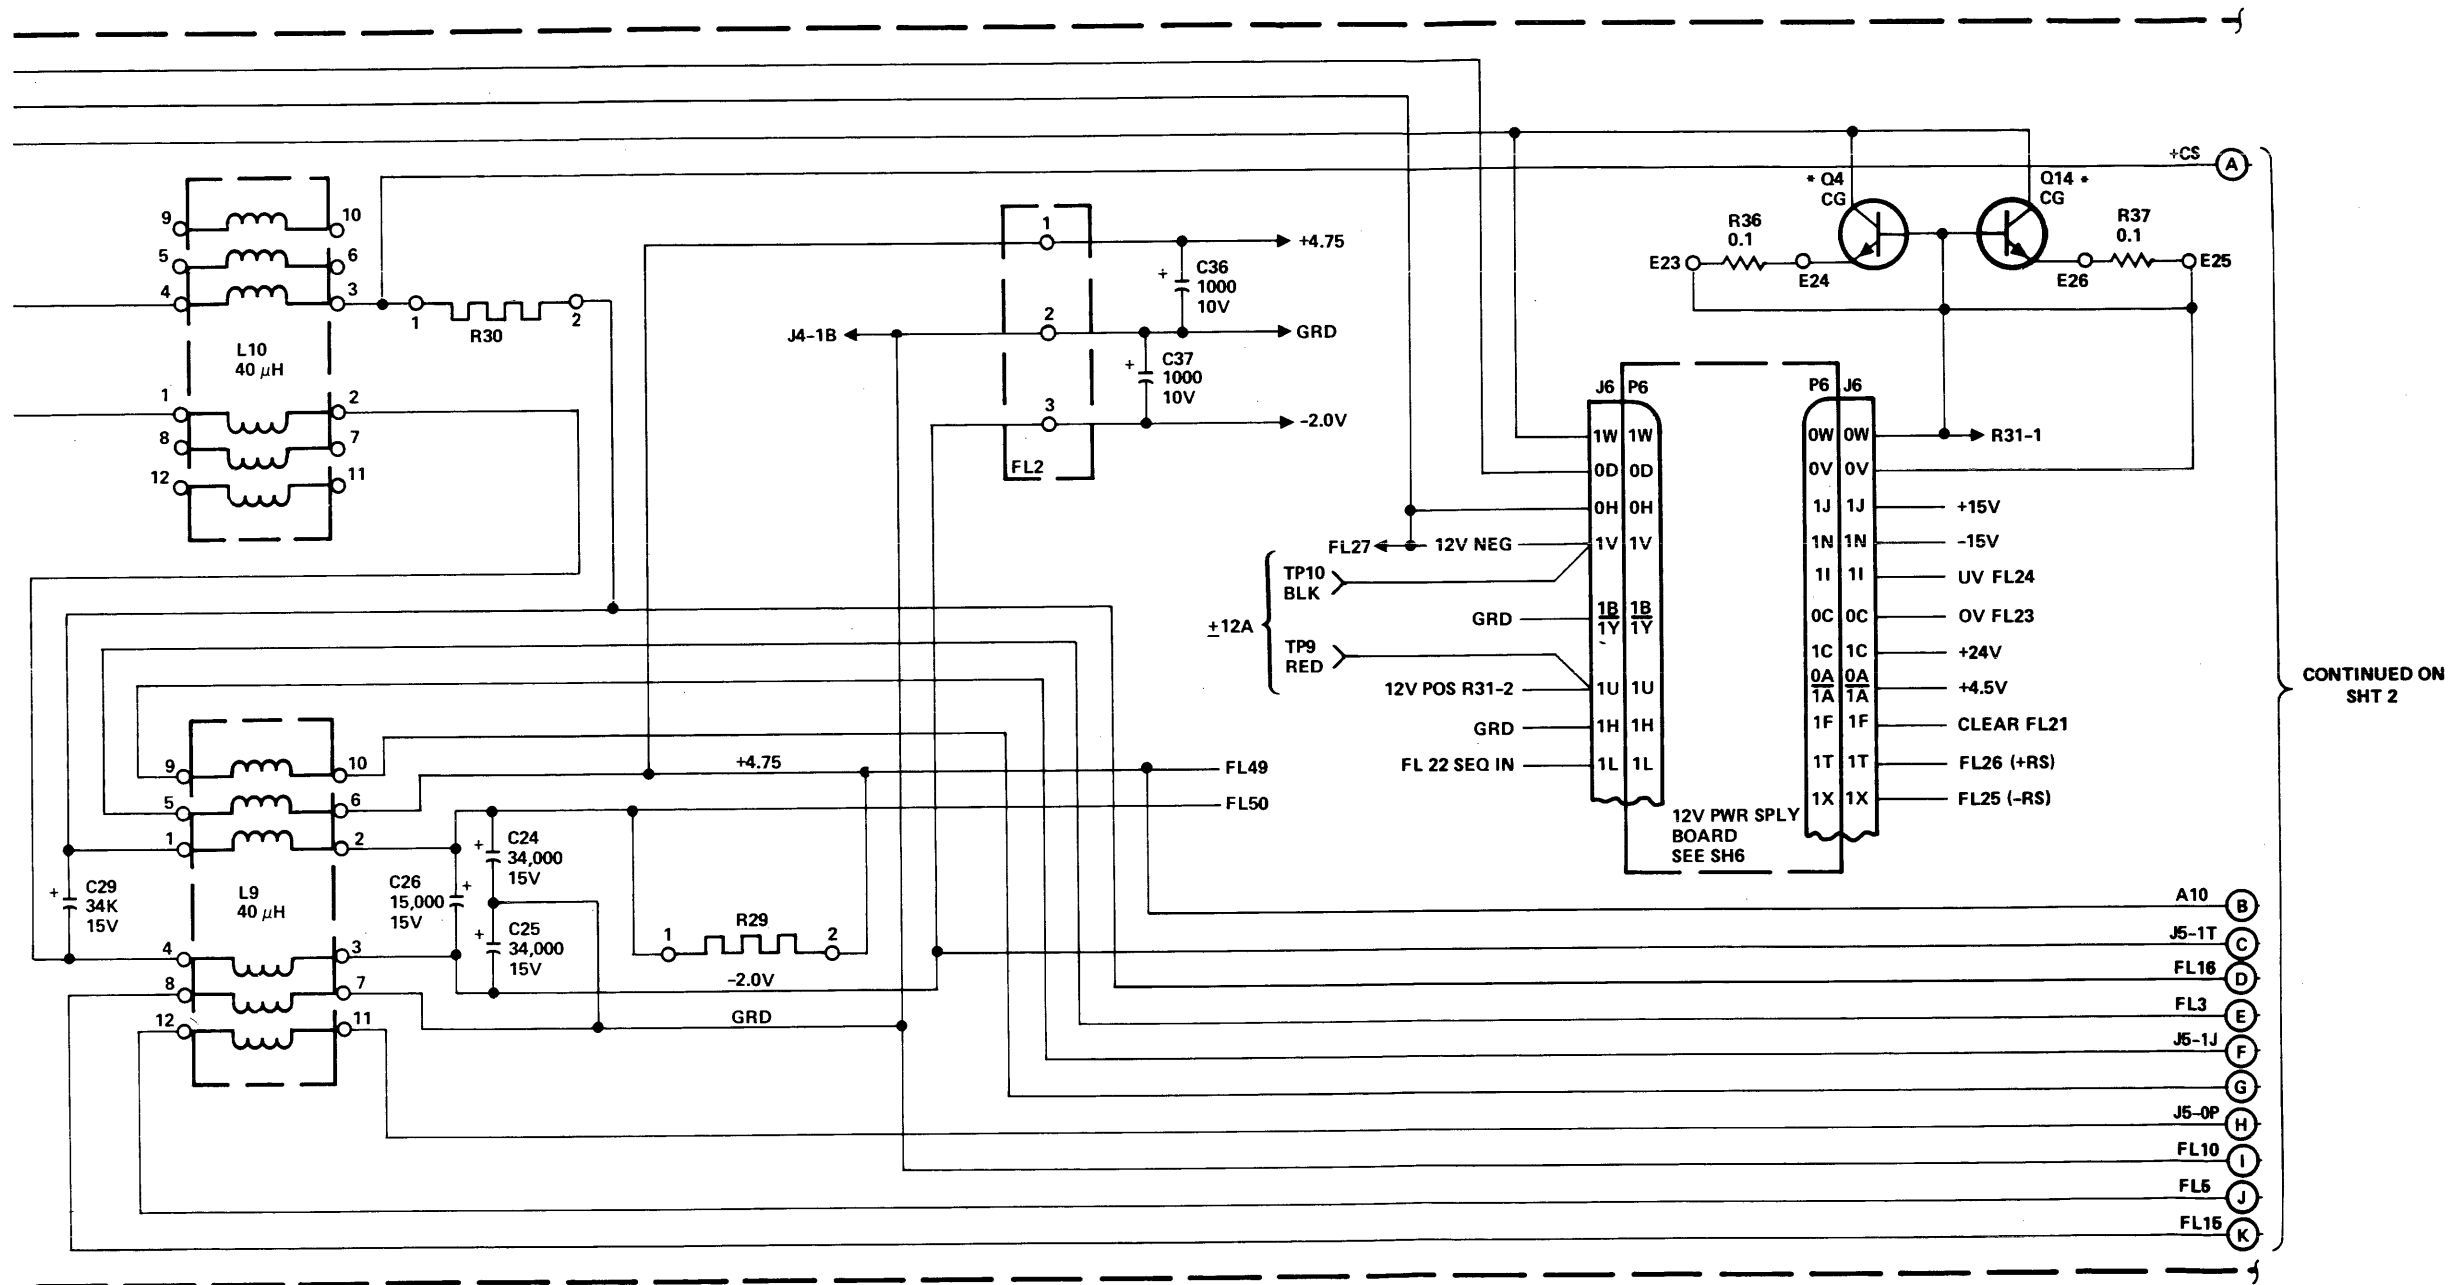 +CS A
* Q4
CG
Q14 *
CG
R36
0.1
R37
0.1
E23
E24
E26
E25
9
10
5
6
4
3
1
2
R30
L10
40 µH
1
2
8
7
12
11
1
+4.75
C36
1000
10V
+
J4-1B
2
GRD
C37
1000
10V
+
3
-2.0V
FL2
J6 P6
P6 J6
1W 1W
0W 0W
R31-1
0D 0D
0V 0V
0H 0H
1J 1J
+15V
FL27
12V NEG
1V 1V
1N 1N
-15V
TP10
BLK
1I 1I
UV FL24
±12A
GRD
1B 1B
1Y 1Y
0C 0C
OV FL23
TP9
RED
1C 1C
+24V
12V POS R31-2
1U 1U
0A 0A
1A 1A
+4.5V
GRD
1H 1H
1F 1F
CLEAR FL21
FL 22 SEQ IN
1L 1L
1T 1T
FL26 (+RS)
1X 1X
FL25 (-RS)
12V PWR SPLY
BOARD
SEE SH6
CONTINUED ON
SHT 2
9
10
+4.75
FL49
5
6
FL50
1
2
+
C24
34,000
15V
+
C29
34K
15V
L9
40 µH
C26
15,000
15V
+
+
C25
34,000
15V
1
R29
2
4
3
-2.0V
8
7
12
11
GRD
A10 B
J5-1T C
FL16 D
FL3 E
J5-1J F
G
J5-0P H
FL10 I
FL5 J
FL15 K